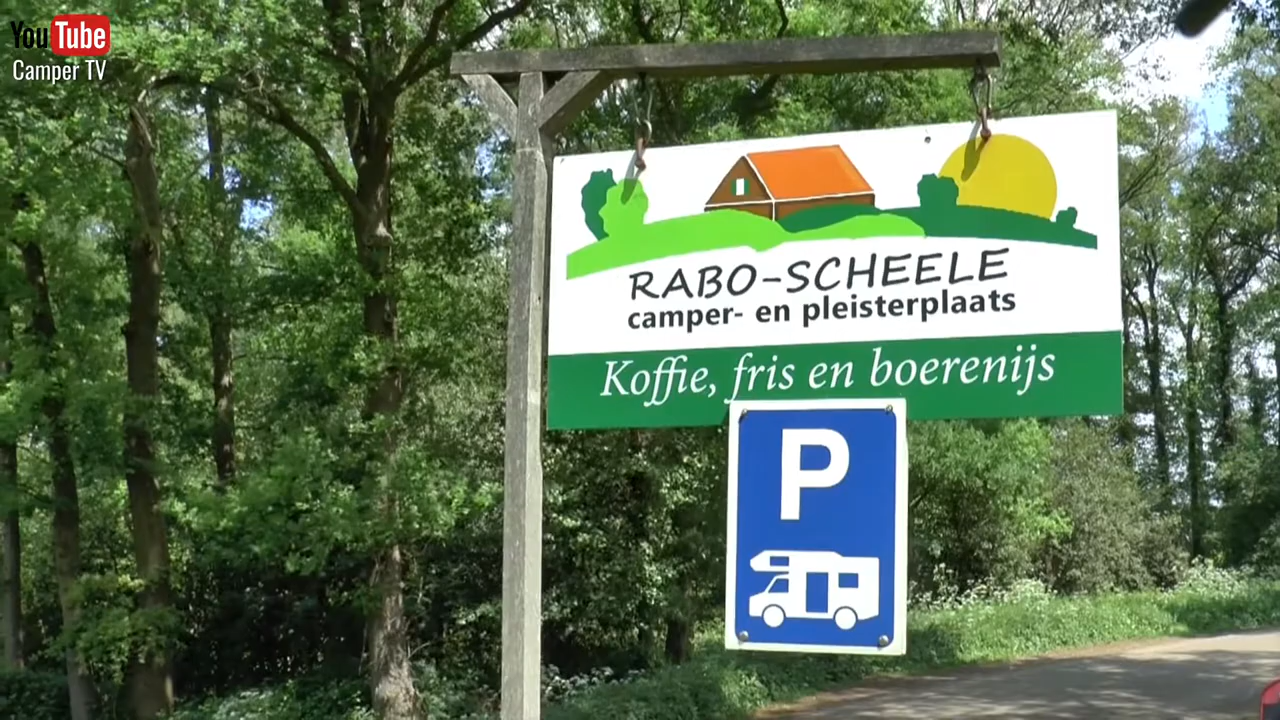 YouTube
Camper TV
RABO-SCHEELE
camper- en pleisterplaats
Koffie, fris en boerenijs
P